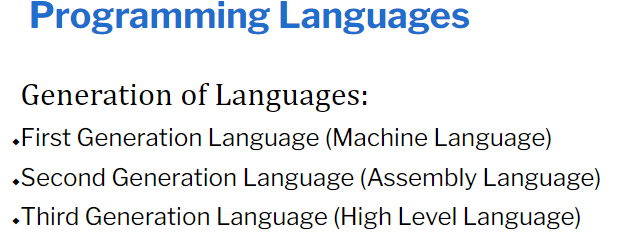 Programming Languages
Generation of Languages:
•First Generation Language (Machine Language)
•Second Generation Language (Assembly Language)
•Third Generation Language (High Level Language)